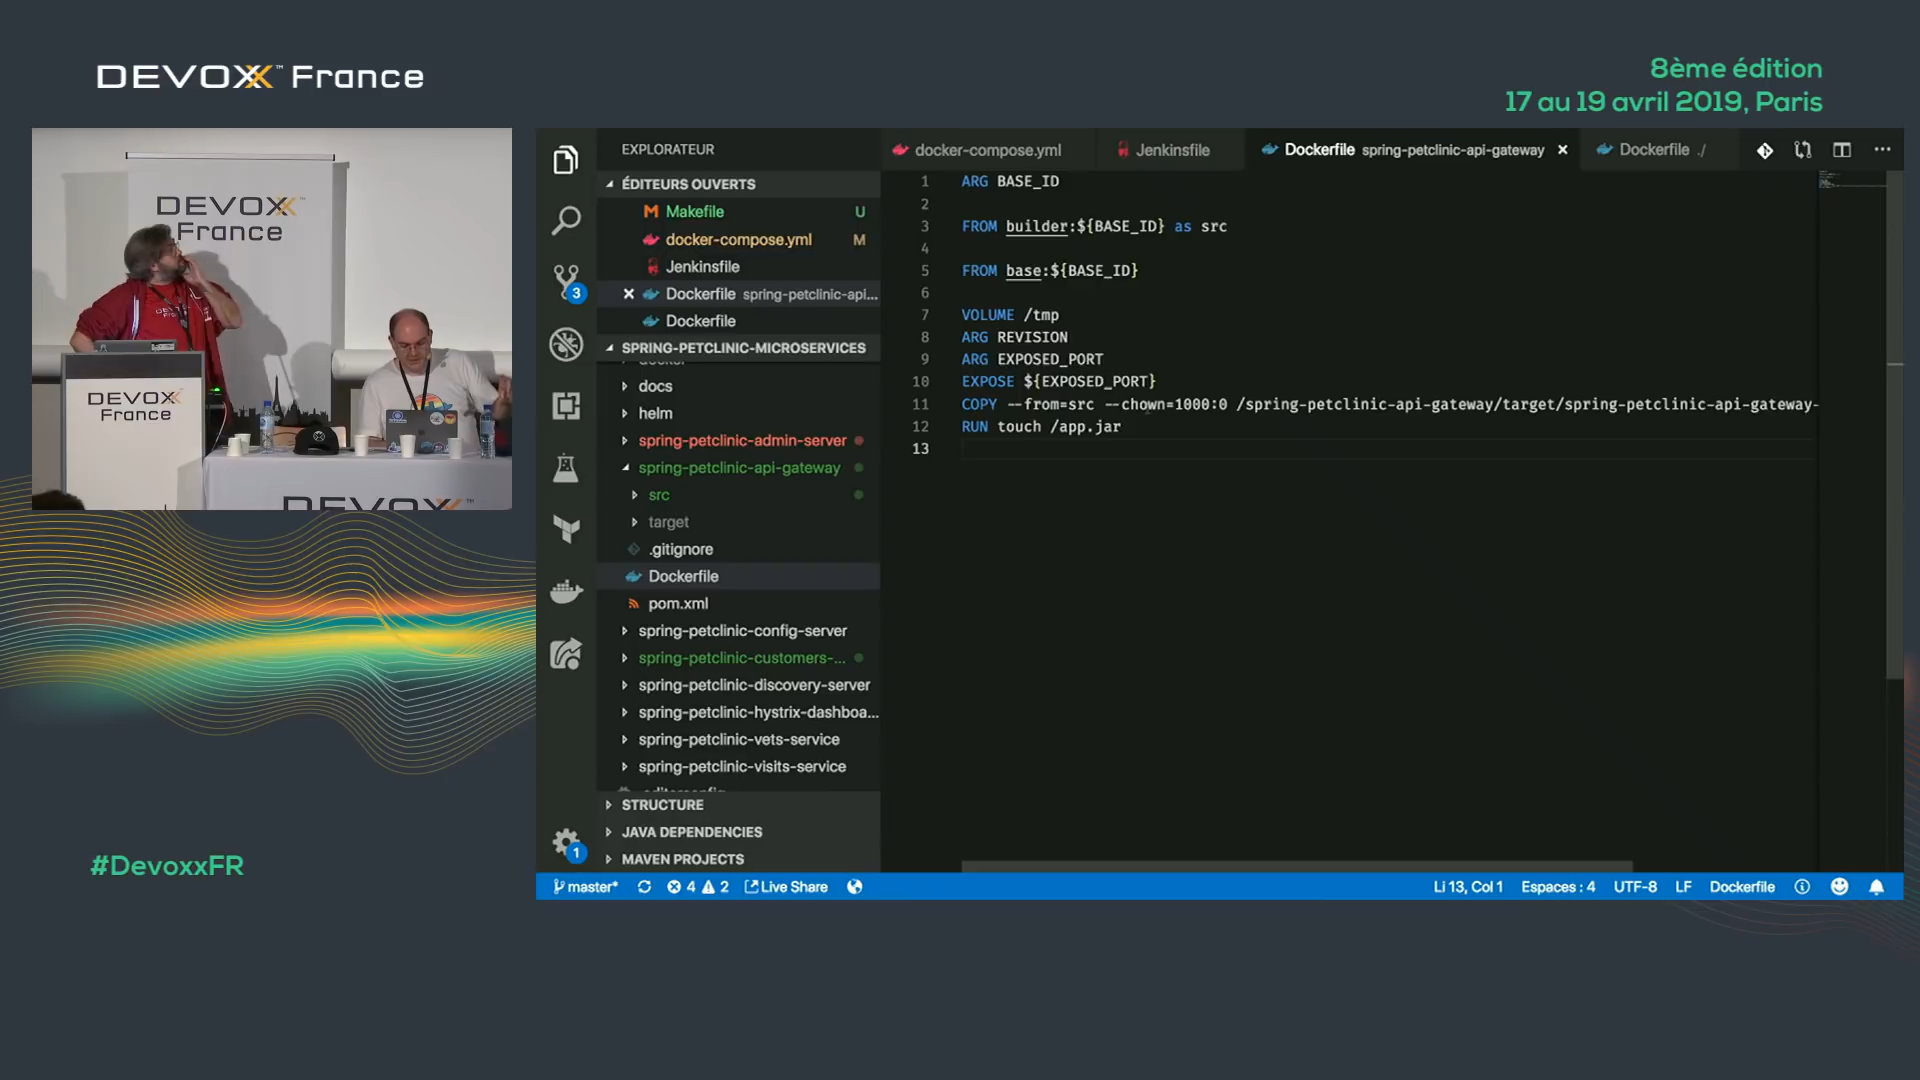 DEVOXX™ France
8ème édition
17 au 19 avril 2019, Paris
DEVOXX™
France
DEVOXX
France
DEVOXX™
#DevoxxFR
EXPLORATEUR
ÉDITEURS OUVERTS
Makefile U
docker-compose.yml M
Jenkinsfile
Dockerfile spring-petclinic-api...
Dockerfile
SPRING-PETCLINIC-MICROSERVICES
docs
helm
spring-petclinic-admin-server
spring-petclinic-api-gateway
src
target
.gitignore
Dockerfile
pom.xml
spring-petclinic-config-server
spring-petclinic-customers-...
spring-petclinic-discovery-server
spring-petclinic-hystrix-dashboa...
spring-petclinic-vets-service
spring-petclinic-visits-service
STRUCTURE
JAVA DEPENDENCIES
MAVEN PROJECTS
3
1
docker-compose.yml Jenkinsfile Dockerfile spring-petclinic-api-gateway × Dockerfile ./
1 ARG BASE_ID
2
3 FROM builder:${BASE_ID} as src
4
5 FROM base:${BASE_ID}
6
7 VOLUME /tmp
8 ARG REVISION
9 ARG EXPOSED_PORT
10 EXPOSE ${EXPOSED_PORT}
11 COPY --from=src --chown=1000:0 /spring-petclinic-api-gateway/target/spring-petclinic-api-gateway-
12 RUN touch /app.jar
13
master* 4 2 Live Share Li 13, Col 1 Espaces : 4 UTF-8 LF Dockerfile